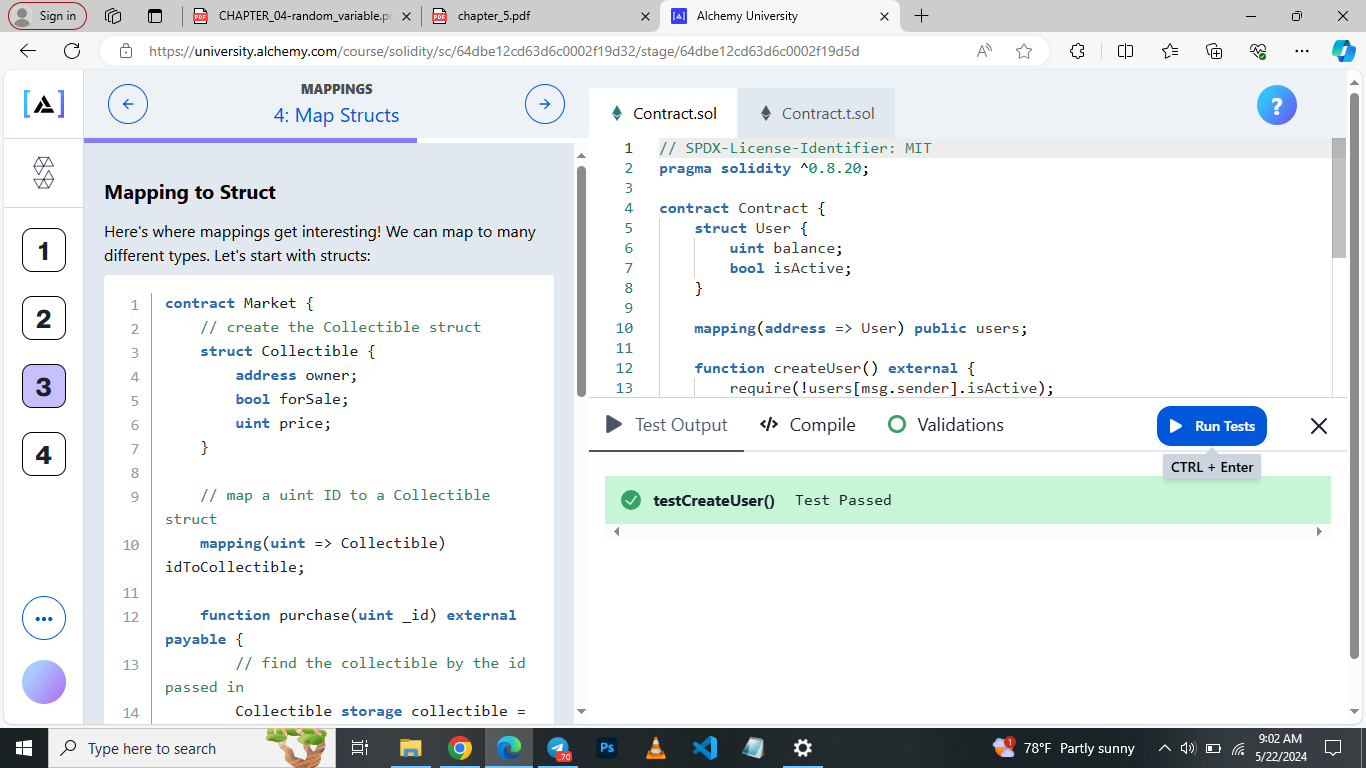 Sign in
CHAPTER_04-random_variable.pc
chapter_5.pdf
Alchemy University
https://university.alchemy.com/course/solidity/sc/64dbe12cd63d6c0002f19d32/stage/64dbe12cd63d6c0002f19d5d
MAPPINGS
4: Map Structs
1
2
3
4
Mapping to Struct
Here's where mappings get interesting! We can map to many
different types. Let's start with structs:
1 contract Market {
2 // create the Collectible struct
3 struct Collectible {
4 address owner;
5 bool forSale;
6 uint price;
7 }
8
9 // map a uint ID to a Collectible
struct
10 mapping(uint => Collectible)
idToCollectible;
11
12 function purchase(uint _id) external
payable {
13 // find the collectible by the id
passed in
14 Collectible storage collectible =
Contract.sol
Contract.t.sol
?
1 // SPDX-License-Identifier: MIT
2 pragma solidity ^0.8.20;
3
4 contract Contract {
5 struct User {
6 uint balance;
7 bool isActive;
8 }
9
10 mapping(address => User) public users;
11
12 function createUser() external {
13 require(!users[msg.sender].isActive);
Test Output
Compile
Validations
Run Tests
CTRL + Enter
testCreateUser() Test Passed
Type here to search
.70
Ps
1
78°F Partly sunny
9:02 AM
5/22/2024